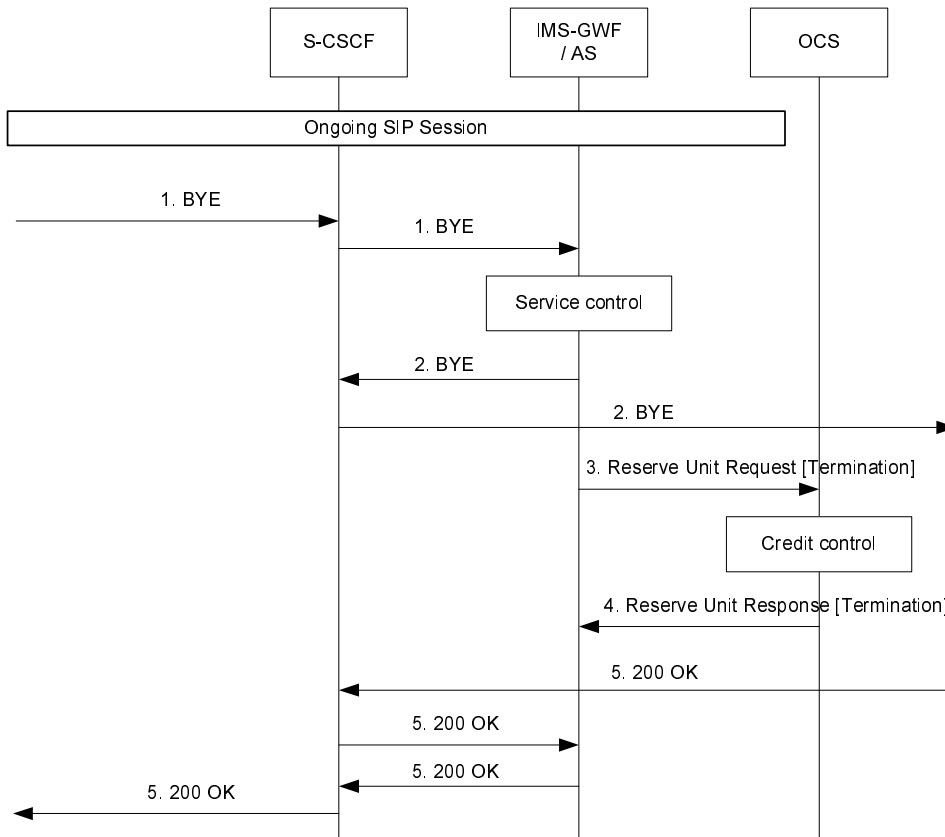 S-CSCF
IMS-GWF
/ AS
OCS
Ongoing SIP Session
1. BYE
1. BYE
Service control
2. BYE
2. BYE
3. Reserve Unit Request [Termination]
Credit control
4. Reserve Unit Response [Termination]
5. 200 OK
5. 200 OK
5. 200 OK
5. 200 OK